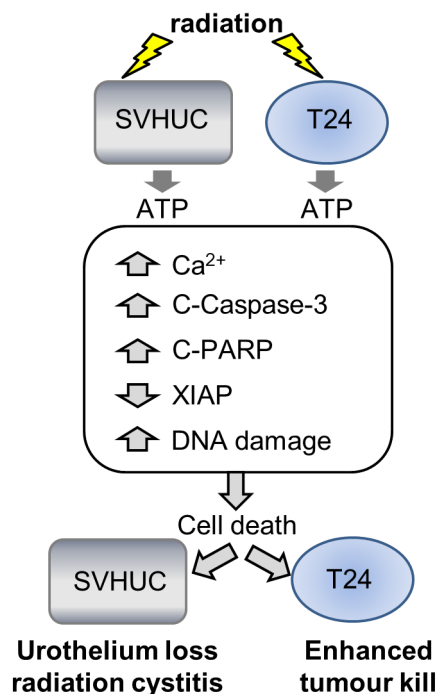 radiation
SVHUC
T24
ATP
ATP
Ca²⁺
C-Caspase-3
C-PARP
XIAP
DNA damage
Cell death
SVHUC
T24
Urothelium loss
radiation cystitis
Enhanced
tumour kill